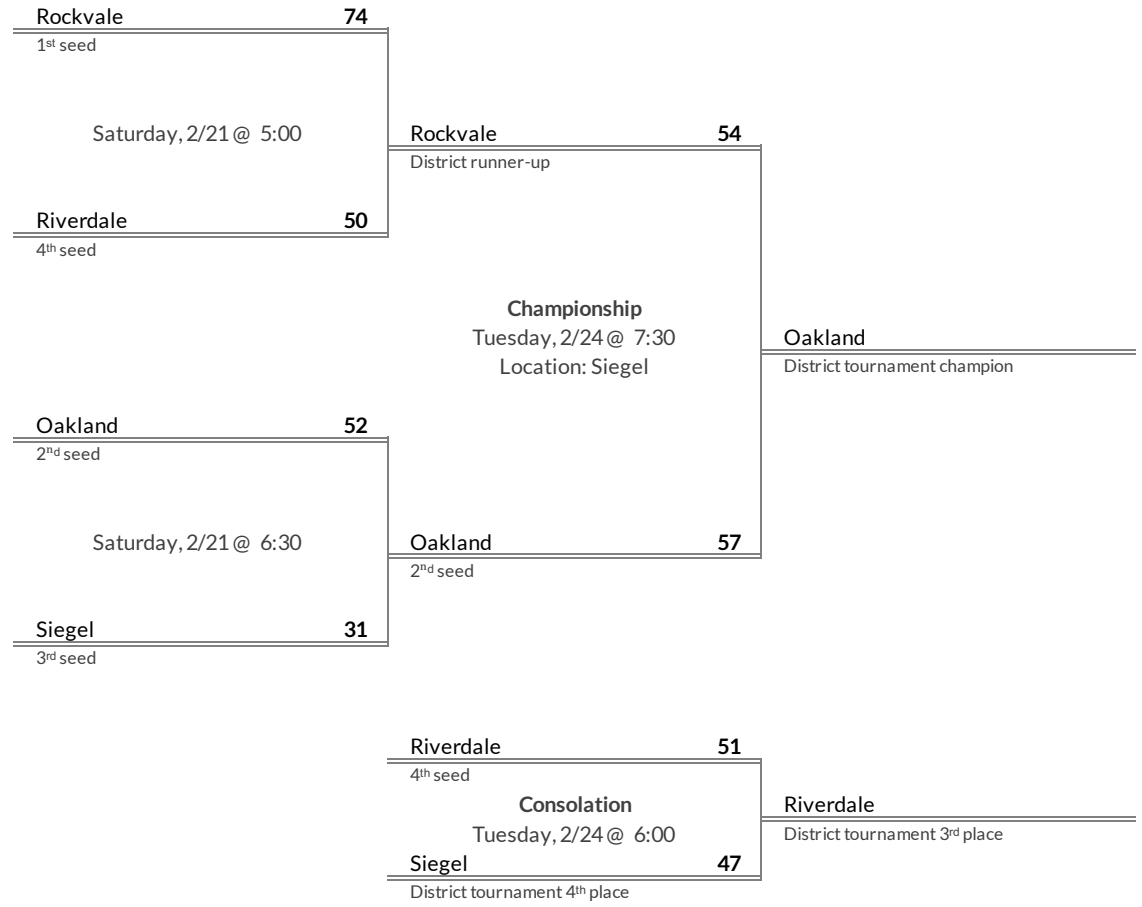 Rockvale 74
1st seed
Saturday, 2/21 @ 5:00
Rockvale 54
District runner-up
Riverdale 50
4th seed
Championship
Tuesday, 2/24 @ 7:30
Location: Siegel
Oakland
District tournament champion
Oakland 52
2nd seed
Saturday, 2/21 @ 6:30
Oakland 57
2nd seed
Siegel 31
3rd seed
Riverdale 51
4th seed
Consolation
Tuesday, 2/24 @ 6:00
Riverdale
District tournament 3rd place
Siegel 47
District tournament 4th place